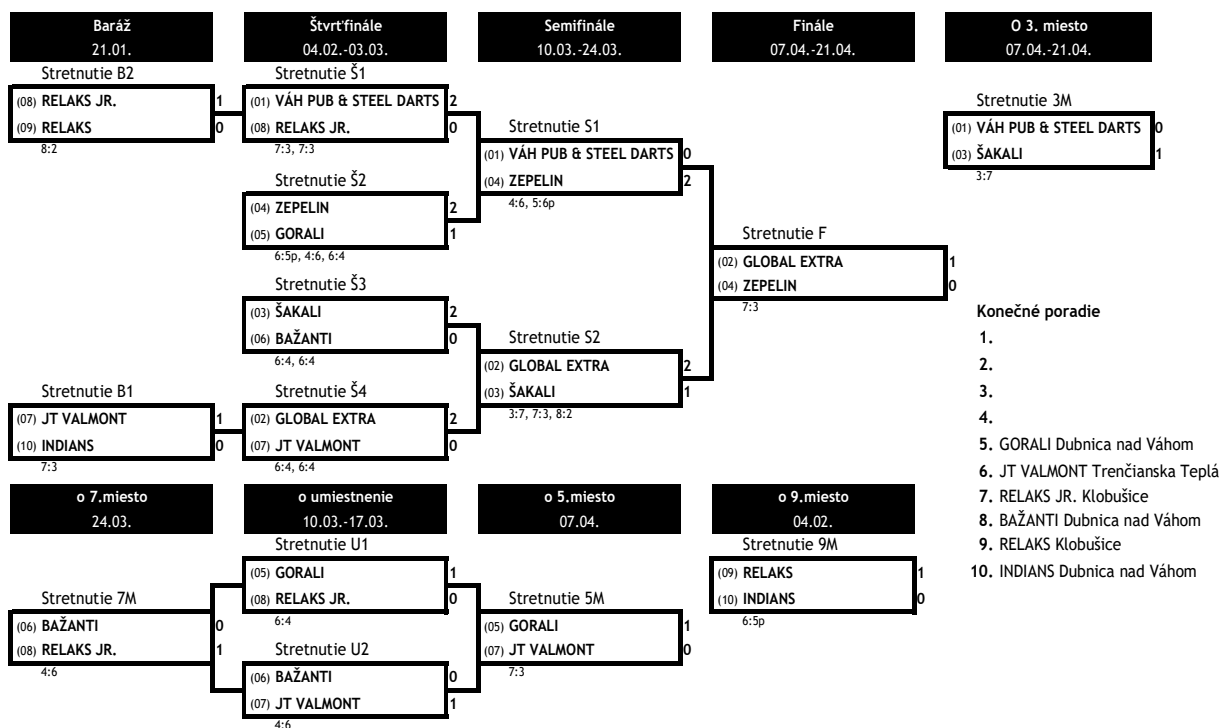 Baráž
21.01.
Štvrťfinále
04.02.-03.03.
Semifinále
10.03.-24.03.
Finále
07.04.-21.04.
O 3. miesto
07.04.-21.04.
Stretnutie B2
(08) RELAKS JR. 1
(09) RELAKS 0
8:2
Stretnutie Š1
(01) VÁH PUB & STEEL DARTS 2
(08) RELAKS JR. 0
7:3, 7:3
Stretnutie Š2
(04) ZEPELIN 2
(05) GORALI 1
6:5p, 4:6, 6:4
Stretnutie Š3
(03) ŠAKALI 2
(06) BAŽANTI 0
6:4, 6:4
Stretnutie B1
(07) JT VALMONT 1
(10) INDIANS 0
7:3
Stretnutie Š4
(02) GLOBAL EXTRA 2
(07) JT VALMONT 0
6:4, 6:4
Stretnutie S1
(01) VÁH PUB & STEEL DARTS 0
(04) ZEPELIN 2
4:6, 5:6p
Stretnutie S2
(02) GLOBAL EXTRA 2
(03) ŠAKALI 1
3:7, 7:3, 8:2
Stretnutie F
(02) GLOBAL EXTRA 1
(04) ZEPELIN 0
7:3
Stretnutie 3M
(01) VÁH PUB & STEEL DARTS 0
(03) ŠAKALI 1
3:7
Konečné poradie
1.
2.
3.
4.
5. GORALI Dubnica nad Váhom
6. JT VALMONT Trenčianska Teplá
7. RELAKS JR. Klobušice
8. BAŽANTI Dubnica nad Váhom
9. RELAKS Klobušice
10. INDIANS Dubnica nad Váhom
o 7.miesto
24.03.
o umiestnenie
10.03.-17.03.
o 5.miesto
07.04.
o 9.miesto
04.02.
Stretnutie 7M
(06) BAŽANTI 0
(08) RELAKS JR. 1
4:6
Stretnutie U1
(05) GORALI 1
(08) RELAKS JR. 0
6:4
Stretnutie U2
(06) BAŽANTI 0
(07) JT VALMONT 1
4:6
Stretnutie 5M
(05) GORALI 1
(07) JT VALMONT 0
7:3
Stretnutie 9M
(09) RELAKS 1
(10) INDIANS 0
6:5p